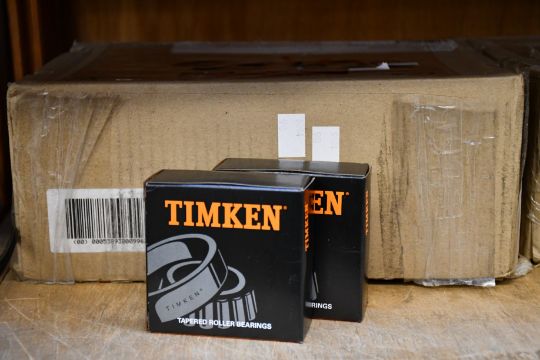 TIMKEN®
TIMKEN
TAPERED ROLLER BEARINGS
KEN®
RINGS